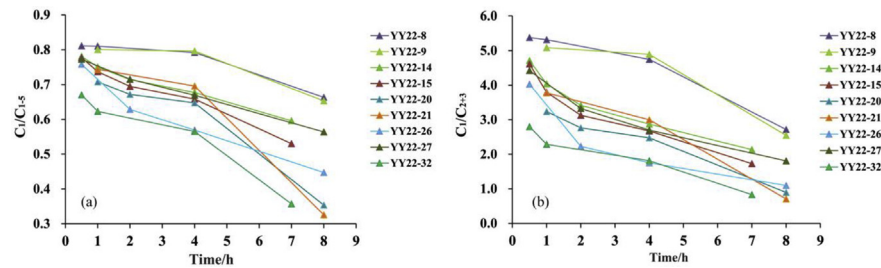 0.9
0.8
0.7
0.6
0.5
0.4
0.3
C₁/C₁₋₅
(a)
0 1 2 3 4 5 6 7 8 9
Time/h
YY22-8
YY22-9
YY22-14
YY22-15
YY22-20
YY22-21
YY22-26
YY22-27
YY22-32
6.0
5.0
4.0
3.0
2.0
1.0
0.0
C₁/C₂₊₃
(b)
0 1 2 3 4 5 6 7 8 9
Time/h
YY22-8
YY22-9
YY22-14
YY22-15
YY22-20
YY22-21
YY22-26
YY22-27
YY22-32